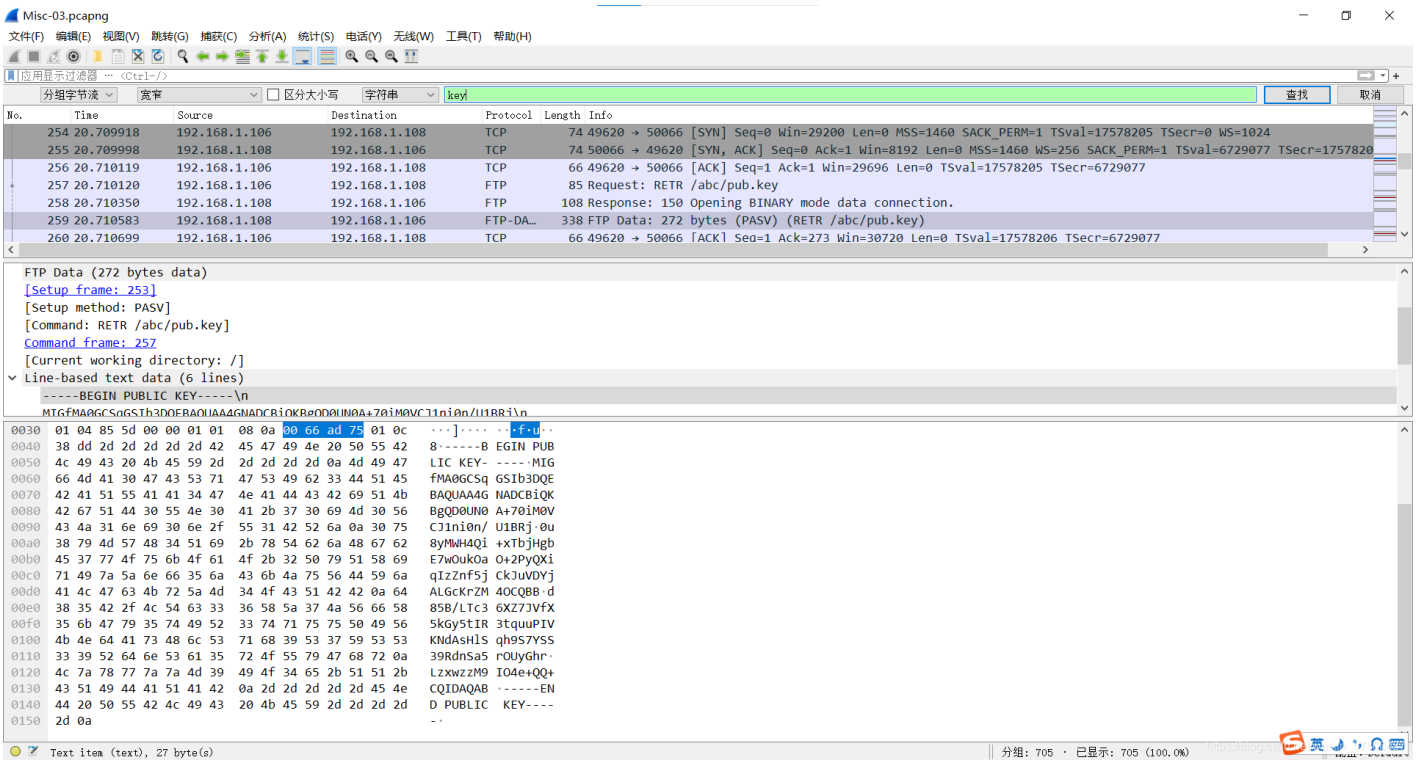 Misc-03.pcapng
文件(F) 编辑(E) 视图(V) 跳转(G) 捕获(C) 分析(A) 统计(S) 电话(Y) 无线(W) 工具(T) 帮助(H)
应用显示过滤器 … <Ctrl-/>
分组字节流 宽窄 区分大小写 字符串 key 查找 取消
No. Time Source Destination Protocol Length Info
254 20.709918 192.168.1.106 192.168.1.108 TCP 74 49620 → 50066 [SYN] Seq=0 Win=29200 Len=0 MSS=1460 SACK_PERM=1 TSval=17578205 TSecr=0 WS=1024
255 20.709998 192.168.1.108 192.168.1.106 TCP 74 50066 → 49620 [SYN, ACK] Seq=0 Ack=1 Win=8192 Len=0 MSS=1460 WS=256 SACK_PERM=1 TSval=6729077 TSecr=1757820
256 20.710119 192.168.1.106 192.168.1.108 TCP 66 49620 → 50066 [ACK] Seq=1 Ack=1 Win=29696 Len=0 TSval=17578205 TSecr=6729077
257 20.710120 192.168.1.106 192.168.1.108 FTP 85 Request: RETR /abc/pub.key
258 20.710350 192.168.1.108 192.168.1.106 FTP 108 Response: 150 Opening BINARY mode data connection.
259 20.710583 192.168.1.108 192.168.1.106 FTP-DA… 338 FTP Data: 272 bytes (PASV) (RETR /abc/pub.key)
260 20.710699 192.168.1.106 192.168.1.108 TCP 66 49620 → 50066 [ACK] Seq=1 Ack=273 Win=30720 Len=0 TSval=17578206 TSecr=6729077
FTP Data (272 bytes data)
[Setup frame: 253]
[Setup method: PASV]
[Command: RETR /abc/pub.key]
Command frame: 257
[Current working directory: /]
Line-based text data (6 lines)
-----BEGIN PUBLIC KEY-----\n
MIGfMA0GCSqGSIb3DQEBAQUAA4GNADCBiQKBgQD0UN0A+70iM0VCJ1ni0n/U1BRj\n
0030 01 04 85 5d 00 00 01 01 08 0a 00 66 ad 75 01 0c ···]···· ···f·u··
0040 38 dd 2d 2d 2d 2d 2d 42 45 47 49 4e 20 50 55 42 8·-----B EGIN PUB
0050 4c 49 43 20 4b 45 59 2d 2d 2d 2d 2d 0a 4d 49 47 LIC KEY- ----·MIG
0060 66 4d 41 30 47 43 53 71 47 53 49 62 33 44 51 45 fMA0GCSq GSIb3DQE
0070 42 41 51 55 41 41 34 47 4e 41 44 43 42 69 51 4b BAQUAA4G NADCBiQK
0080 42 67 51 44 30 55 4e 30 41 2b 37 30 69 4d 30 56 BgQD0UN0 A+70iM0V
0090 43 4a 31 6e 69 30 6e 2f 55 31 42 52 6a 0a 30 75 CJ1ni0n/ U1BRj·0u
00a0 38 79 4d 57 48 34 51 69 2b 78 54 62 6a 48 67 62 8yMWH4Qi +xTbjHgb
00b0 45 37 77 4f 75 6b 4f 61 4f 2b 32 50 79 51 58 69 E7wOukOa O+2PyQXi
00c0 71 49 7a 5a 6e 66 35 6a 43 6b 4a 75 56 44 59 6a qIzZnf5j CkJuVDYj
00d0 41 4c 47 63 4b 72 5a 4d 34 4f 43 51 42 42 0a 64 ALGcKrZM 4OCQBB·d
00e0 38 35 42 2f 4c 54 63 33 36 58 5a 37 4a 56 66 58 85B/LTc3 6XZ7JVfX
00f0 35 6b 47 79 35 74 49 52 33 74 71 75 75 50 49 56 5kGy5tIR 3tquuPIV
0100 4b 4e 64 41 73 48 6c 53 71 68 39 53 37 59 53 53 KNdAsHlS qh9S7YSS
0110 33 39 52 64 6e 53 61 35 72 4f 55 79 47 68 72 0a 39RdnSa5 rOUyGhr·
0120 4c 7a 78 77 7a 7a 4d 39 49 4f 34 65 2b 51 51 2b LzxwzzM9 IO4e+QQ+
0130 43 51 49 44 41 51 41 42 0a 2d 2d 2d 2d 2d 45 4e CQIDAQAB ·-----EN
0140 44 20 50 55 42 4c 49 43 20 4b 45 59 2d 2d 2d 2d D PUBLIC KEY----
0150 2d 0a -·
Text item (text), 27 byte(s) 分组: 705 · 已显示: 705 (100.0%) 英